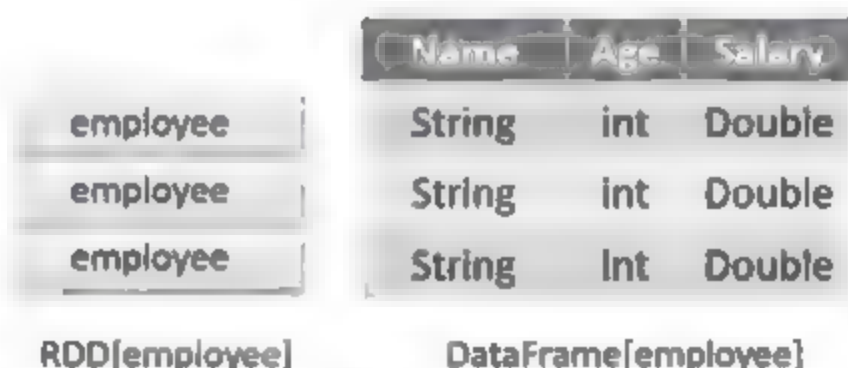 Name Age Salary
employee String int Double
employee String int Double
employee String Int Double
RDD[employee] DataFrame[employee]